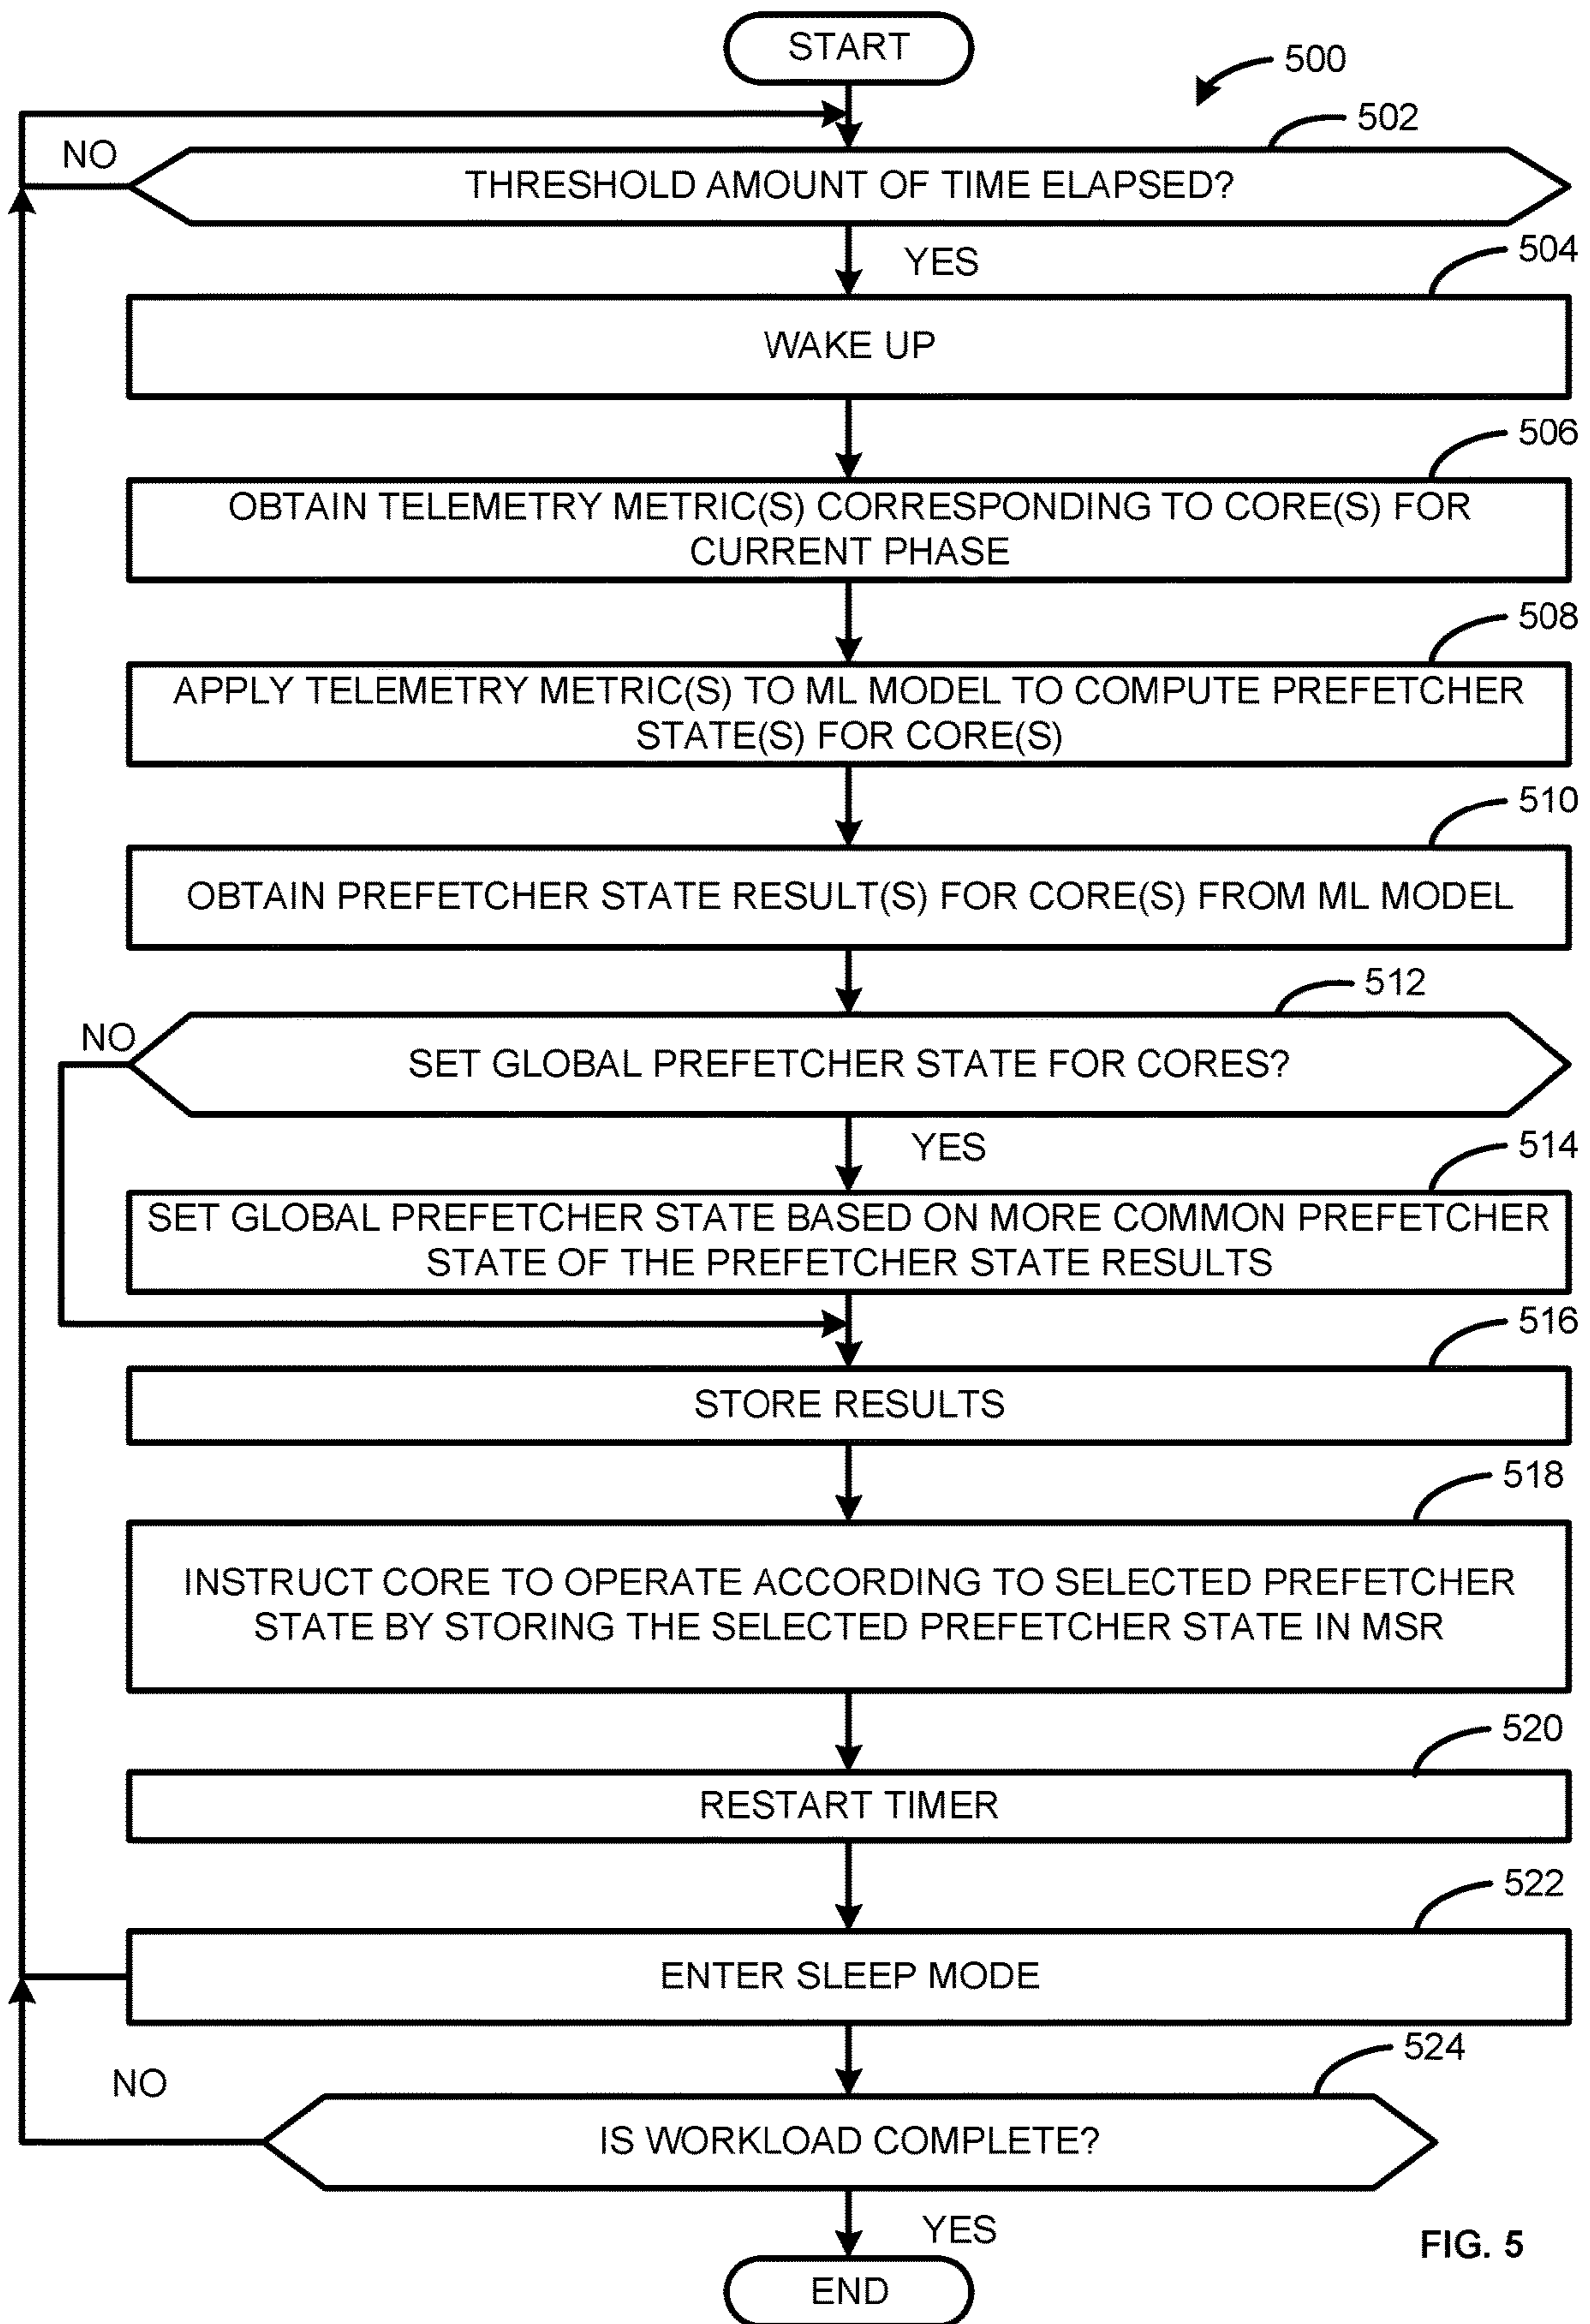 START
500
502
NO
THRESHOLD AMOUNT OF TIME ELAPSED?
YES
504
WAKE UP
506
OBTAIN TELEMETRY METRIC(S) CORRESPONDING TO CORE(S) FOR
CURRENT PHASE
508
APPLY TELEMETRY METRIC(S) TO ML MODEL TO COMPUTE PREFETCHER
STATE(S) FOR CORE(S)
510
OBTAIN PREFETCHER STATE RESULT(S) FOR CORE(S) FROM ML MODEL
512
NO
SET GLOBAL PREFETCHER STATE FOR CORES?
YES
514
SET GLOBAL PREFETCHER STATE BASED ON MORE COMMON PREFETCHER
STATE OF THE PREFETCHER STATE RESULTS
516
STORE RESULTS
518
INSTRUCT CORE TO OPERATE ACCORDING TO SELECTED PREFETCHER
STATE BY STORING THE SELECTED PREFETCHER STATE IN MSR
520
RESTART TIMER
522
ENTER SLEEP MODE
524
NO
IS WORKLOAD COMPLETE?
YES
FIG. 5
END